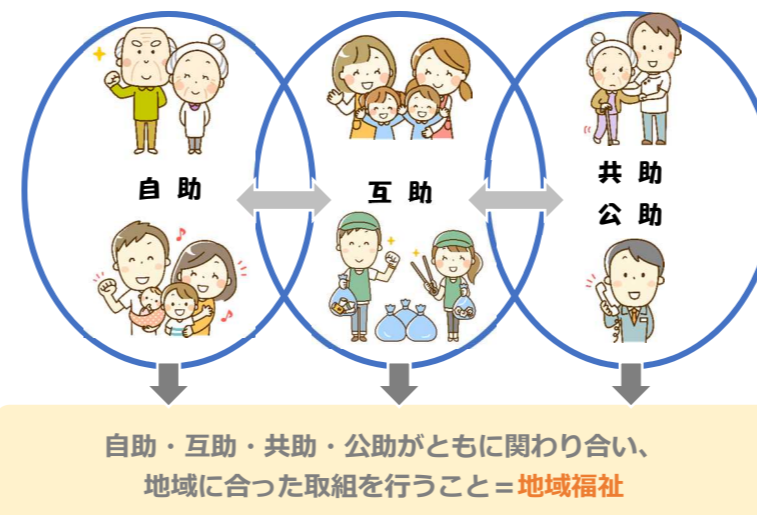 自助
互助
共助
公助
自助・互助・共助・公助がともに関わり合い、
地域に合った取組を行うこと＝地域福祉